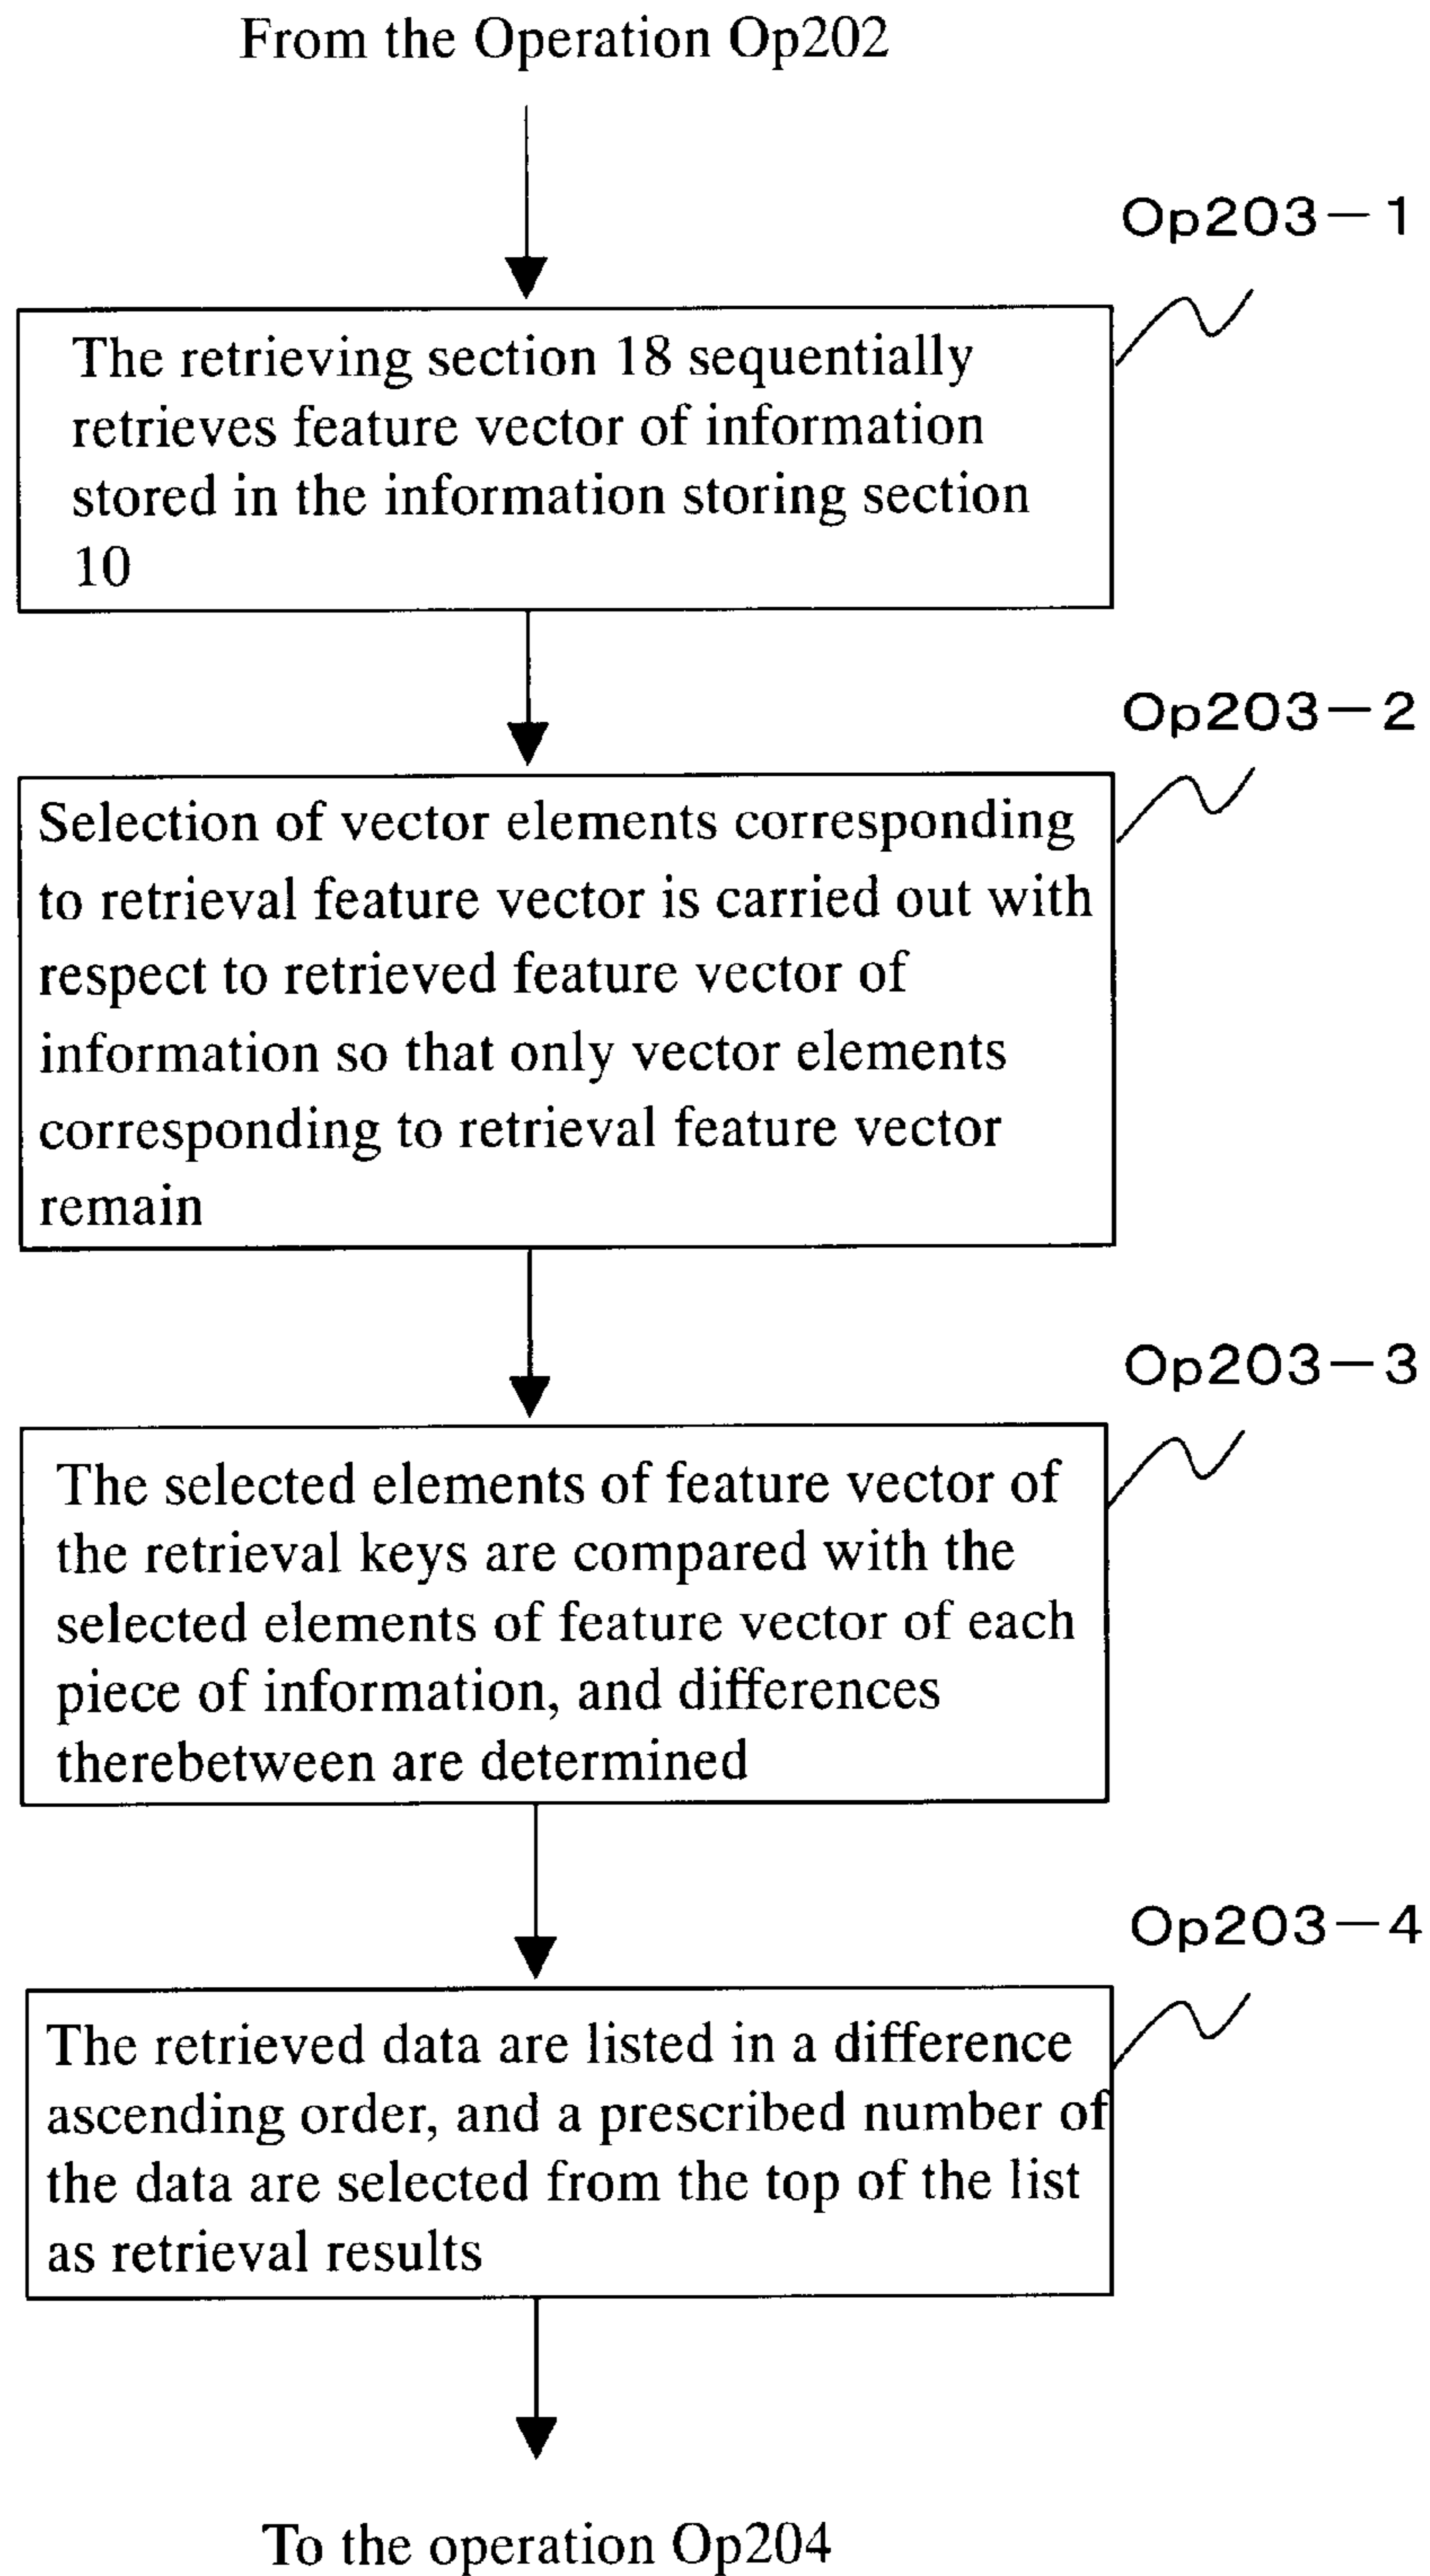 From the Operation Op202
Op203-1
The retrieving section 18 sequentially
retrieves feature vector of information
stored in the information storing section
10
Op203-2
Selection of vector elements corresponding
to retrieval feature vector is carried out with
respect to retrieved feature vector of
information so that only vector elements
corresponding to retrieval feature vector
remain
Op203-3
The selected elements of feature vector of
the retrieval keys are compared with the
selected elements of feature vector of each
piece of information, and differences
therebetween are determined
Op203-4
The retrieved data are listed in a difference
ascending order, and a prescribed number of
the data are selected from the top of the list
as retrieval results
To the operation Op204